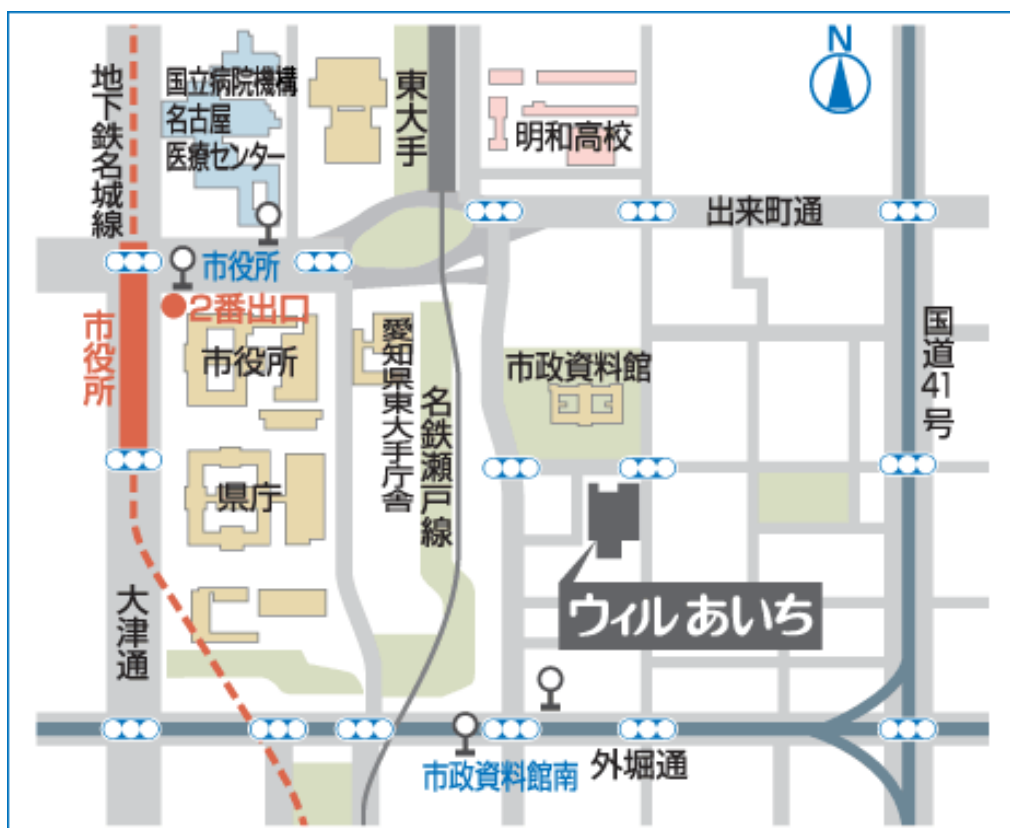 N
地下鉄名城線
国立病院機構
名古屋
医療センター
東大手
明和高校
出来町通
市役所
2番出口
市役所
市役所
愛知県東大手庁舎
名鉄瀬戸線
市政資料館
国道41号
県庁
大津通
ウィルあいち
市政資料館南
外堀通